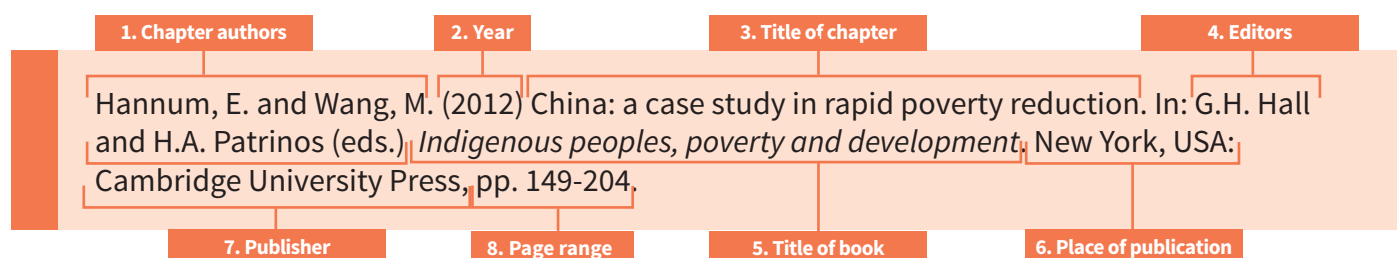 1. Chapter authors 2. Year 3. Title of chapter 4. Editors
Hannum, E. and Wang, M. (2012) China: a case study in rapid poverty reduction. In: G.H. Hall
and H.A. Patrinos (eds.) Indigenous peoples, poverty and development. New York, USA:
Cambridge University Press, pp. 149-204.
7. Publisher 8. Page range 5. Title of book 6. Place of publication